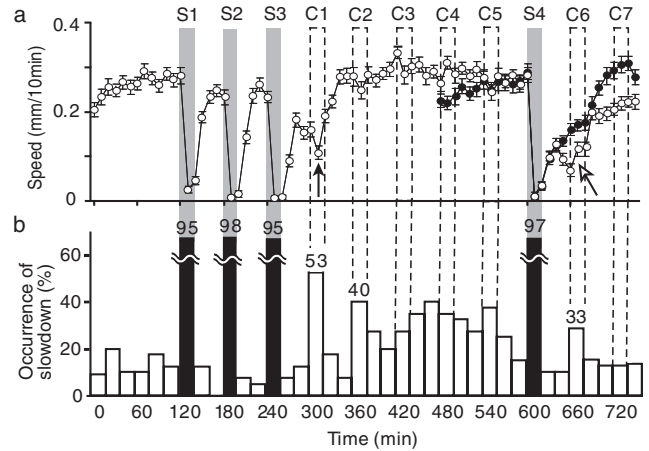 a
S1 S2 S3 C1 C2 C3 C4 C5 S4 C6 C7
Speed (mm/10min)
0.4
0.2
0
b
Occurrence of
slowdown (%)
95 98 95 97
53
40
33
60
40
20
0
0 60 120 180 240 300 360 420 480 540 600 660 720
Time (min)